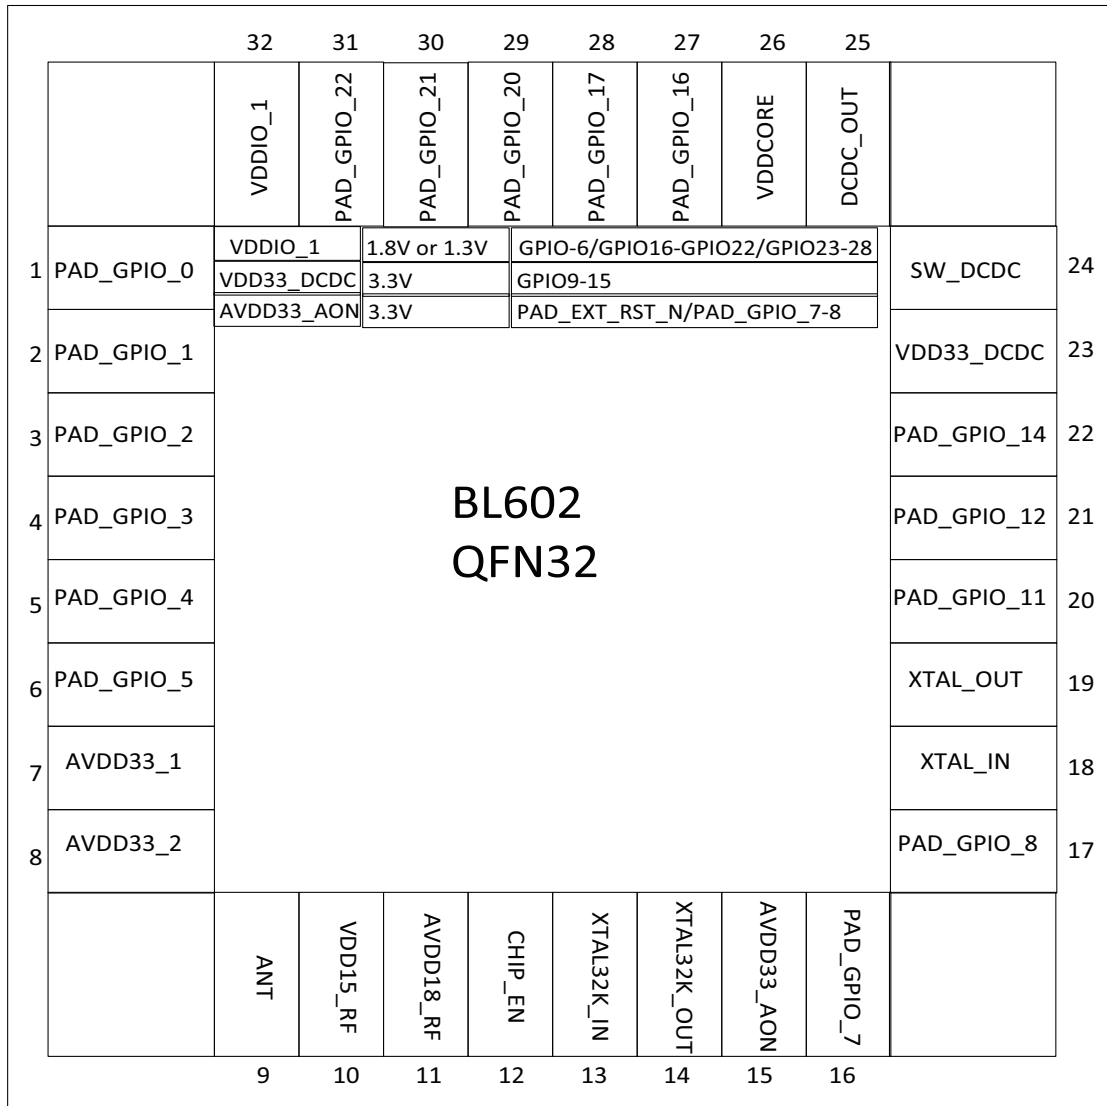 32 31 30 29 28 27 26 25
VDDIO_1
PAD_GPIO_22
PAD_GPIO_21
PAD_GPIO_20
PAD_GPIO_17
PAD_GPIO_16
VDDCORE
DCDC_OUT
VDDIO_1 1.8V or 1.3V GPIO-6/GPIO16-GPIO22/GPIO23-28
VDD33_DCDC 3.3V GPIO9-15
AVDD33_AON 3.3V PAD_EXT_RST_N/PAD_GPIO_7-8
1 PAD_GPIO_0
2 PAD_GPIO_1
3 PAD_GPIO_2
4 PAD_GPIO_3
5 PAD_GPIO_4
6 PAD_GPIO_5
7 AVDD33_1
8 AVDD33_2
BL602
QFN32
SW_DCDC 24
VDD33_DCDC 23
PAD_GPIO_14 22
PAD_GPIO_12 21
PAD_GPIO_11 20
XTAL_OUT 19
XTAL_IN 18
PAD_GPIO_8 17
ANT
VDD15_RF
AVDD18_RF
CHIP_EN
XTAL32K_IN
XTAL32K_OUT
AVDD33_AON
PAD_GPIO_7
9 10 11 12 13 14 15 16